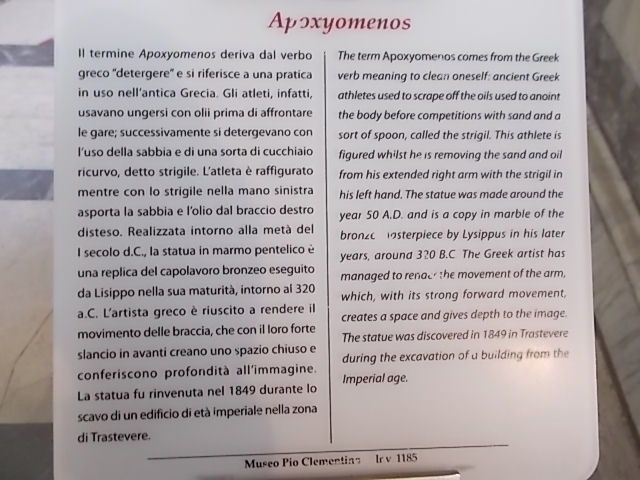 Apoxyomenos
Il termine Apoxyomenos deriva dal verbo
greco "detergere" e si riferisce a una pratica
in uso nell'antica Grecia. Gli atleti, infatti,
usavano ungersi con olii prima di affrontare
le gare; successivamente si detergevano con
l'uso della sabbia e di una sorta di cucchiaio
ricurvo, detto strigile. L'atleta è raffigurato
mentre con lo strigile nella mano sinistra
asporta la sabbia e l'olio dal braccio destro
disteso. Realizzata intorno alla metà del
I secolo d.C., la statua in marmo pentelico è
una replica del capolavoro bronzeo eseguito
da Lisippo nella sua maturità, intorno al 320
a.C. L'artista greco è riuscito a rendere il
movimento delle braccia, che con il loro forte
slancio in avanti creano uno spazio chiuso e
conferiscono profondità all'immagine.
La statua fu rinvenuta nel 1849 durante lo
scavo di un edificio di età imperiale nella zona
di Trastevere.
The term Apoxyomenos comes from the Greek
verb meaning to clean oneself: ancient Greek
athletes used to scrape off the oils used to anoint
the body before competitions with sand and a
sort of spoon, called the strigil. This athlete is
figured whilst he is removing the sand and oil
from his extended right arm with the strigil in
his left hand. The statue was made around the
year 50 A.D. and is a copy in marble of the
bronze masterpiece by Lysippus in his later
years, around 320 B.C. The Greek artist has
managed to render the movement of the arm,
which, with its strong forward movement,
creates a space and gives depth to the image.
The statue was discovered in 1849 in Trastevere
during the excavation of a building from the
Imperial age.
Museo Pio Clementino Inv 1185